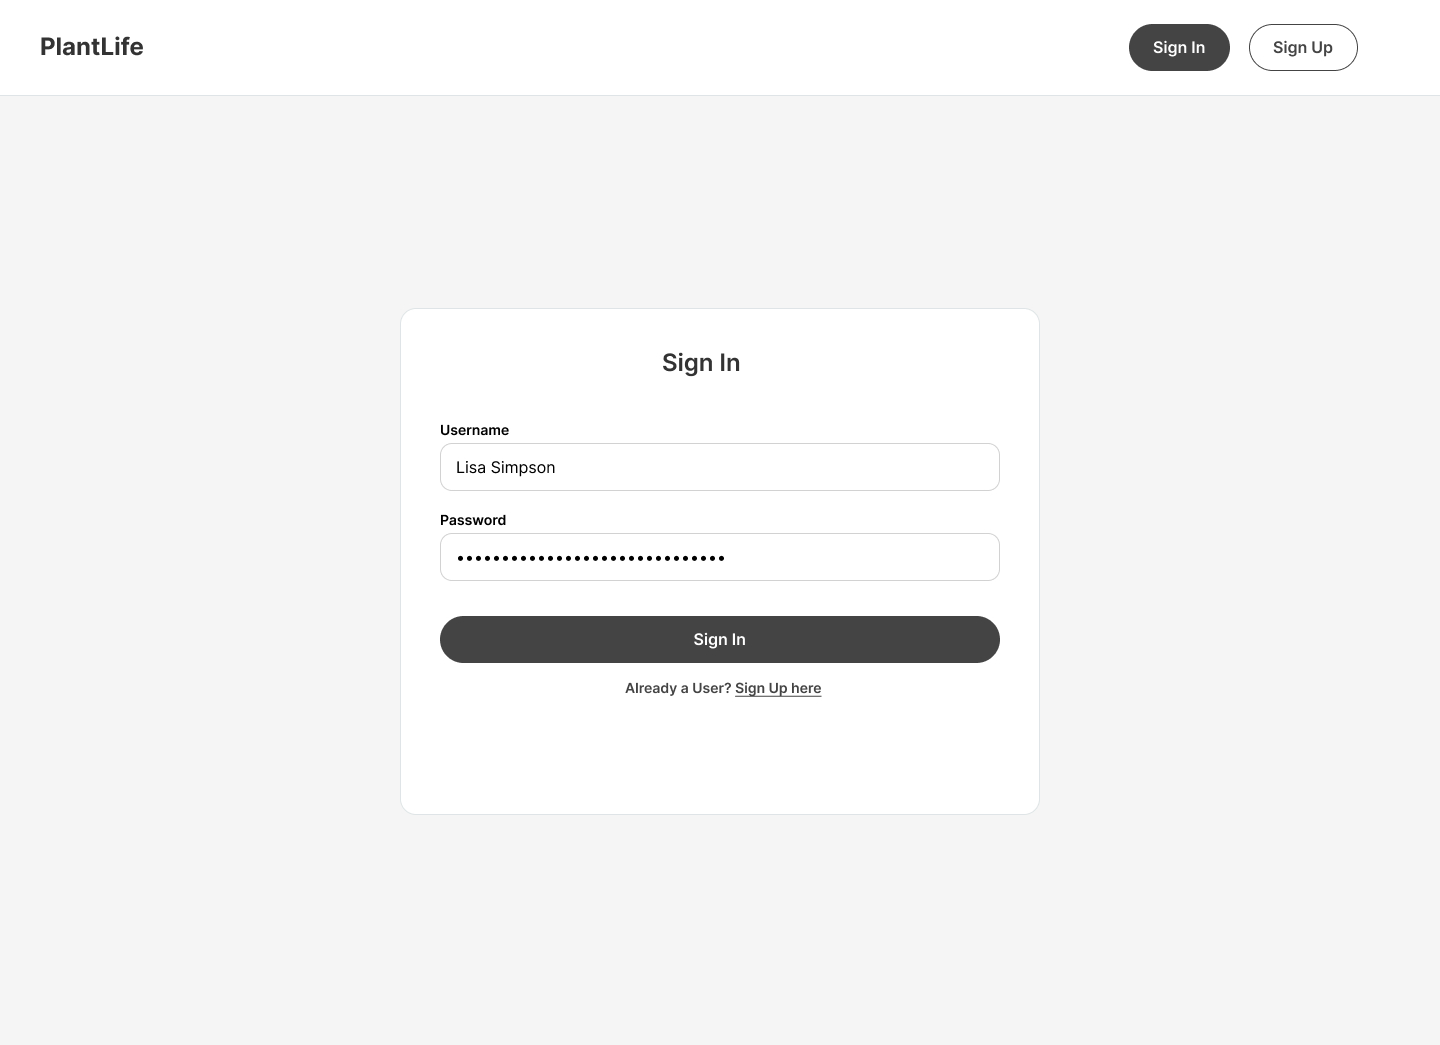 PlantLife
Sign In
Sign Up
Sign In
Username
Lisa Simpson
Password
••••••••••••••••••••••••••••••
Sign In
Already a User? Sign Up here